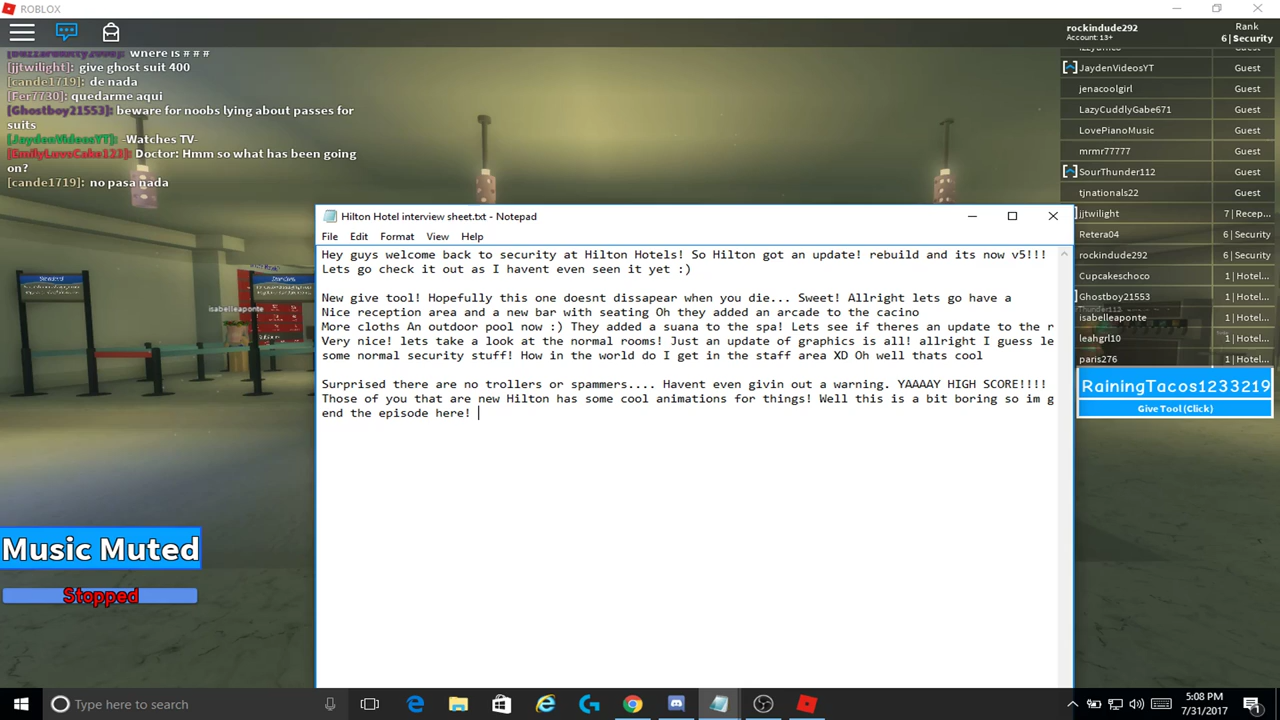 ROBLOX
where is # # #
[jjtwilight]: give ghost suit 400
[cande1719]: de nada
[Fer7730]: quedarme aqui
[Ghostboy21553]: beware for noobs lying about passes for
suits
[JaydenVideosYT]: -Watches TV-
[EmilyLuvsCake123]: Doctor: Hmm so what has been going
on?
[cande1719]: no pasa nada
isabelleaponte
Music Muted
Stopped
Hilton Hotel interview sheet.txt - Notepad
File Edit Format View Help
Hey guys welcome back to security at Hilton Hotels! So Hilton got an update! rebuild and its now v5!!!
Lets go check it out as I havent even seen it yet :)
New give tool! Hopefully this one doesnt dissapear when you die... Sweet! Allright lets go have a
Nice reception area and a new bar with seating Oh they added an arcade to the cacino
More cloths An outdoor pool now :) They added a suana to the spa! Lets see if theres an update to the r
Very nice! lets take a look at the normal rooms! Just an update of graphics is all! allright I guess le
some normal security stuff! How in the world do I get in the staff area XD Oh well thats cool
Surprised there are no trollers or spammers.... Havent even givin out a warning. YAAAAY HIGH SCORE!!!!
Those of you that are new Hilton has some cool animations for things! Well this is a bit boring so im g
end the episode here!
rockindude292
Account: 13+
Rank
6 | Security
JaydenVideosYT Guest
jenacoolgirl Guest
LazyCuddlyGabe671 Guest
LovePianoMusic Guest
mrmr77777 Guest
SourThunder112 Guest
tjnationals22 Guest
jjtwilight 7 | Recep...
Retera04 6 | Security
rockindude292 6 | Security
Cupcakeschoco 1 | Hotel...
Ghostboy21553 1 | Hotel...
isabelleaponte 1 | Hotel...
leahgrl10 1 | Hotel...
paris276 1 | Hotel...
RainingTacos1233219
Give Tool (Click)
Type here to search
5:08 PM
7/31/2017
1